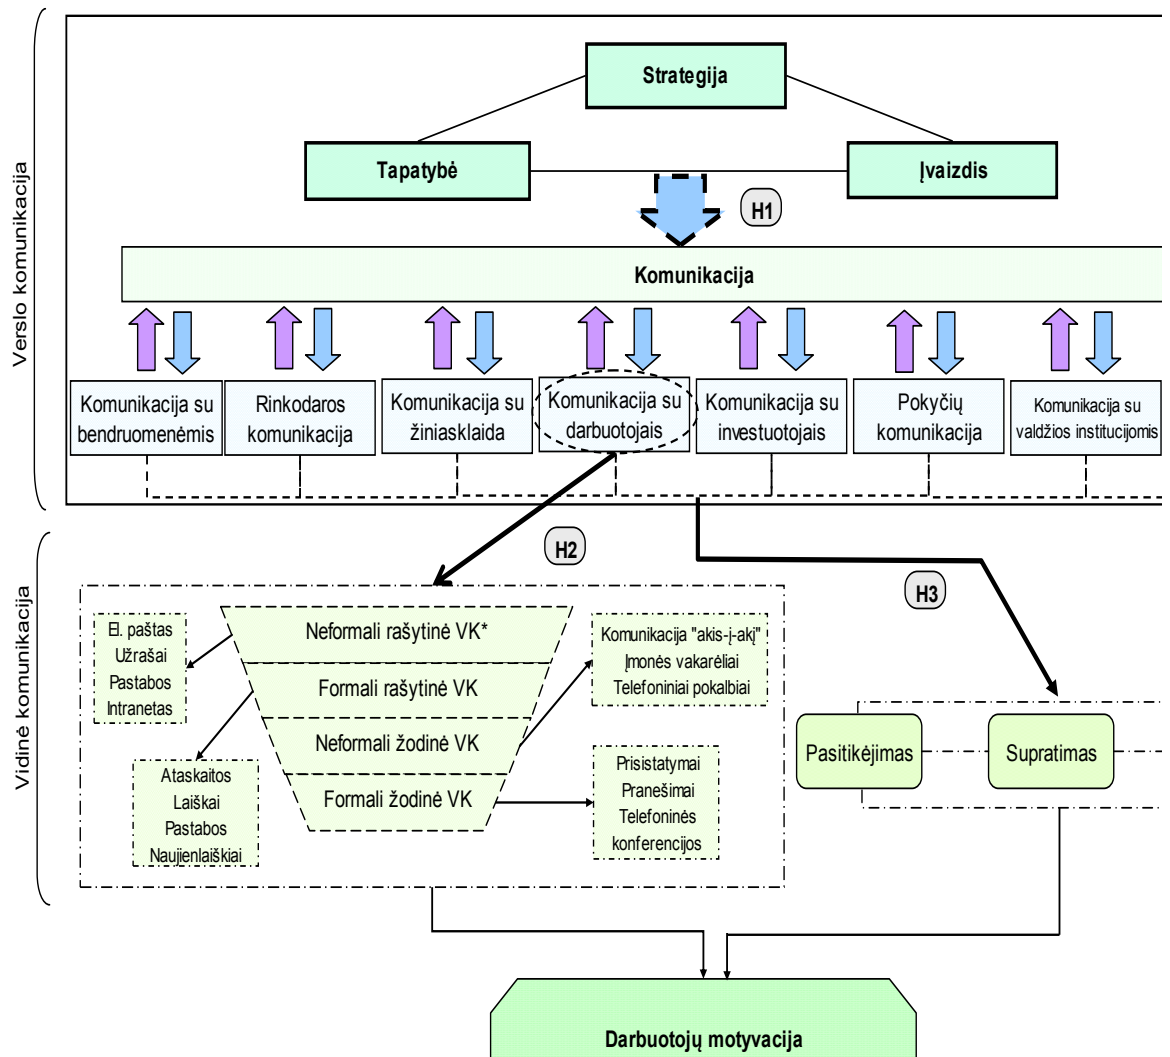 Strategija
Tapatybė
Įvaizdis
H1
Verslo komunikacija
Komunikacija
Komunikacija su
bendruomenėmis
Rinkodaros
komunikacija
Komunikacija su
žiniasklaida
Komunikacija su
darbuotojais
Komunikacija su
investuotojais
Pokyčių
komunikacija
Komunikacija su
valdžios institucijomis
H2
H3
Vidinė komunikacija
El. paštas
Užrašai
Pastabos
Intranetas
Neformali rašytinė VK*
Formali rašytinė VK
Neformali žodinė VK
Formali žodinė VK
Komunikacija "akis-į-akį"
Įmonės vakarėliai
Telefoniniai pokalbiai
Ataskaitos
Laiškai
Pastabos
Naujienlaiškiai
Prisistatymai
Pranešimai
Telefoninės
konferencijos
Pasitikėjimas
Supratimas
Darbuotojų motyvacija